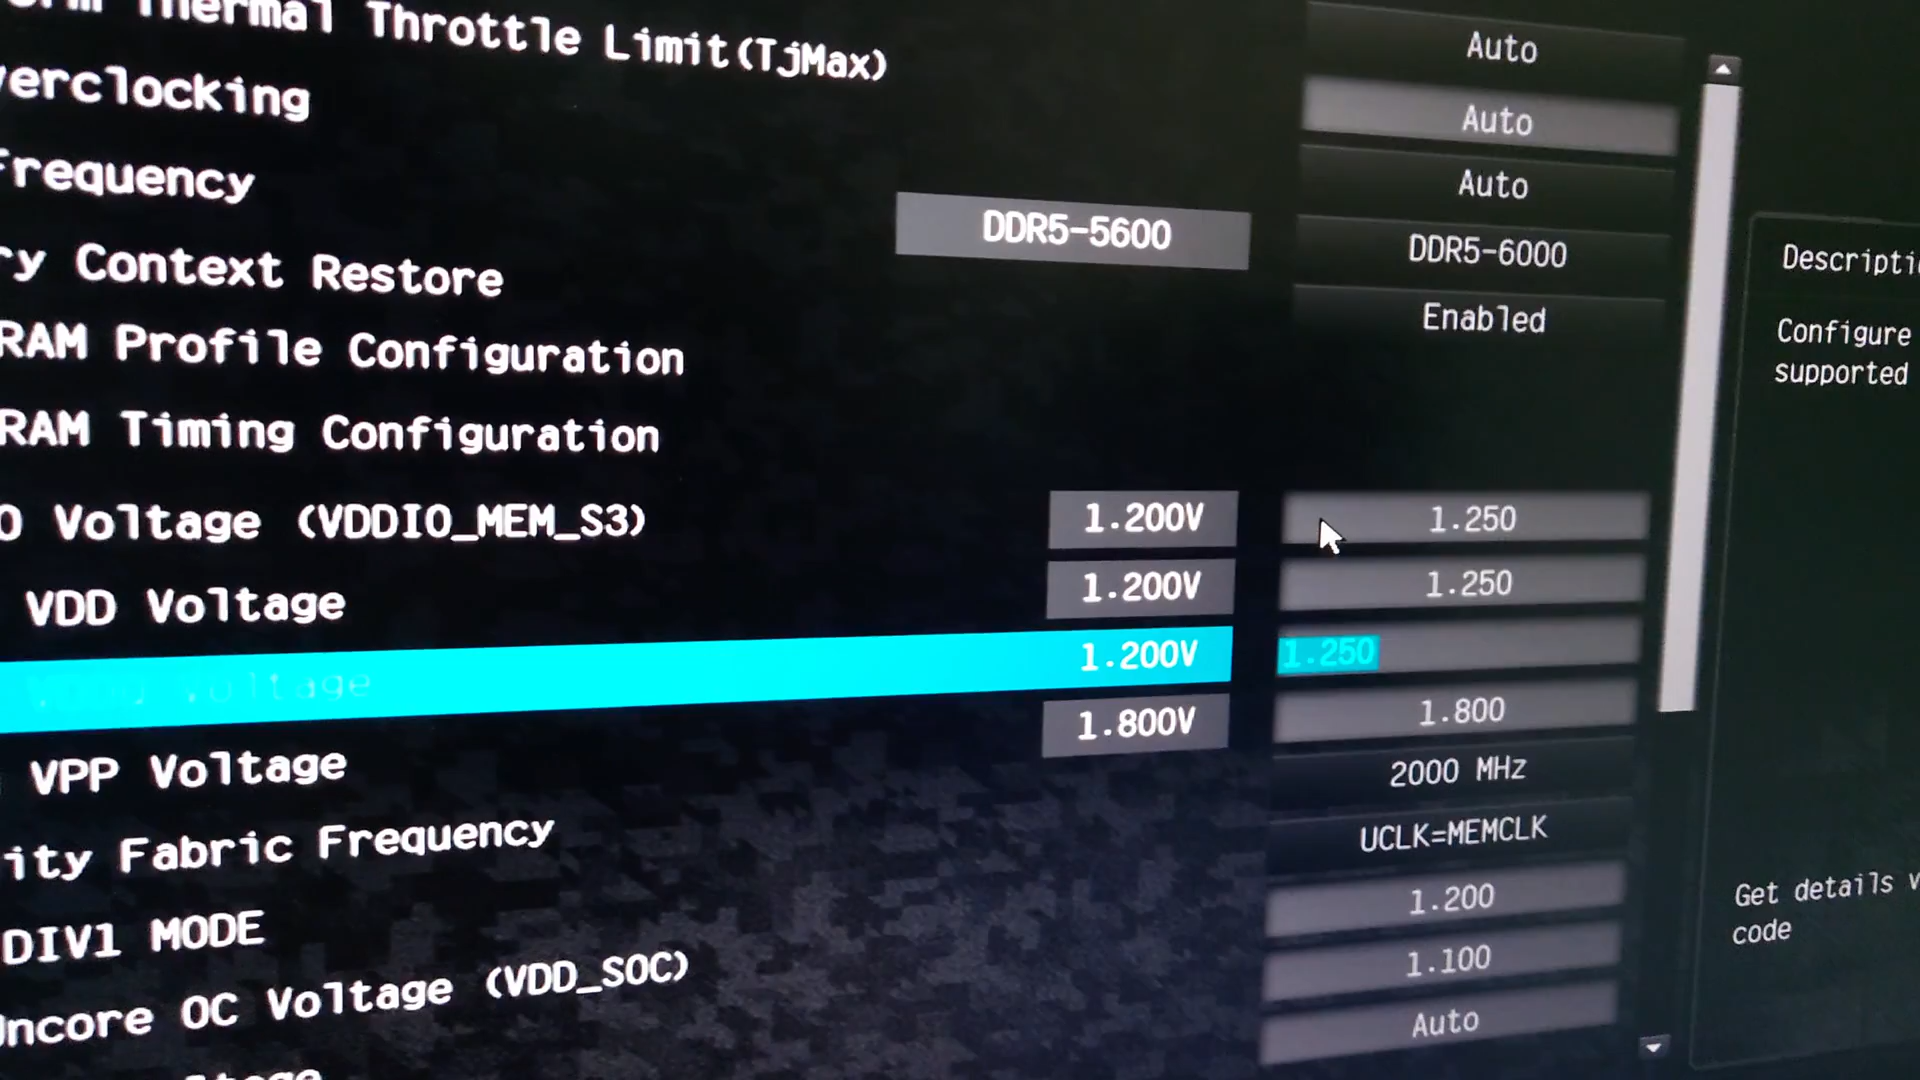 Thermal Throttle Limit(TjMax) Auto
verclocking Auto
Auto
Frequency DDR5-5600 DDR5-6000
ry Context Restore Enabled
RAM Profile Configuration
RAM Timing Configuration
O Voltage (VDDIO_MEM_S3) 1.200V 1.250
VDD Voltage 1.200V 1.250
Voltage 1.200V 1.250
VPP Voltage 1.800V 1.800
ity Fabric Frequency 2000 MHz
DIV1 MODE UCLK=MEMCLK
Uncore OC Voltage (VDD_SOC) 1.200
1.100
Auto
Descripti
Configure
supported
Get details v
code